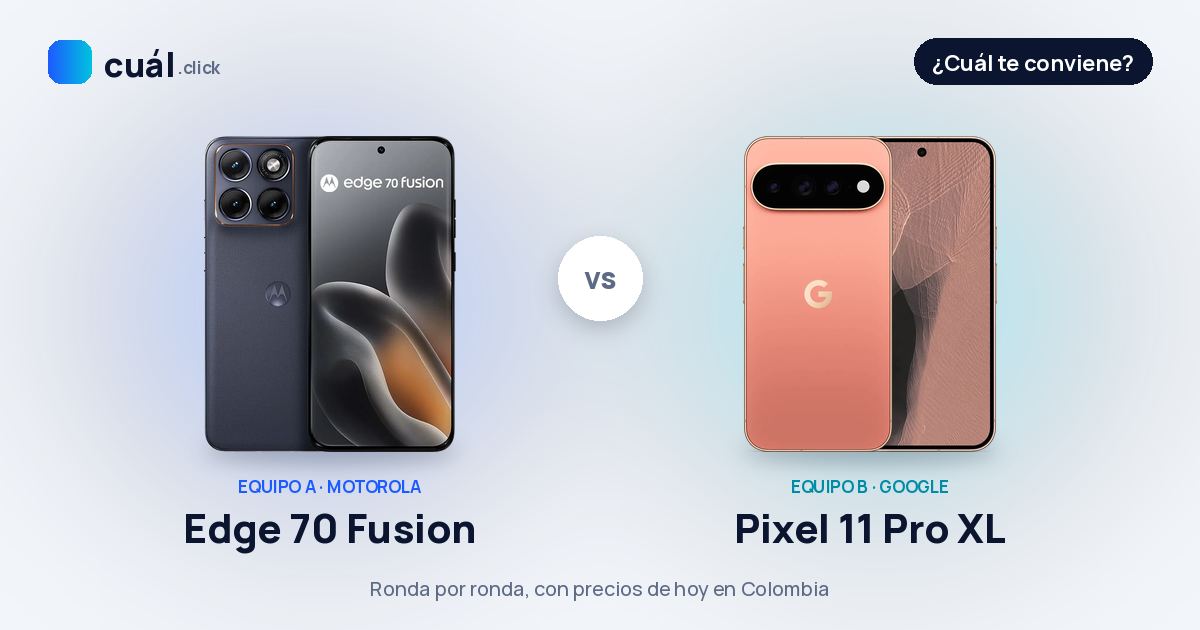 cuál.click
¿Cuál te conviene?
edge 70 fusion
G
VS
EQUIPO A · MOTOROLA
EQUIPO B · GOOGLE
Edge 70 Fusion
Pixel 11 Pro XL
Ronda por ronda, con precios de hoy en Colombia